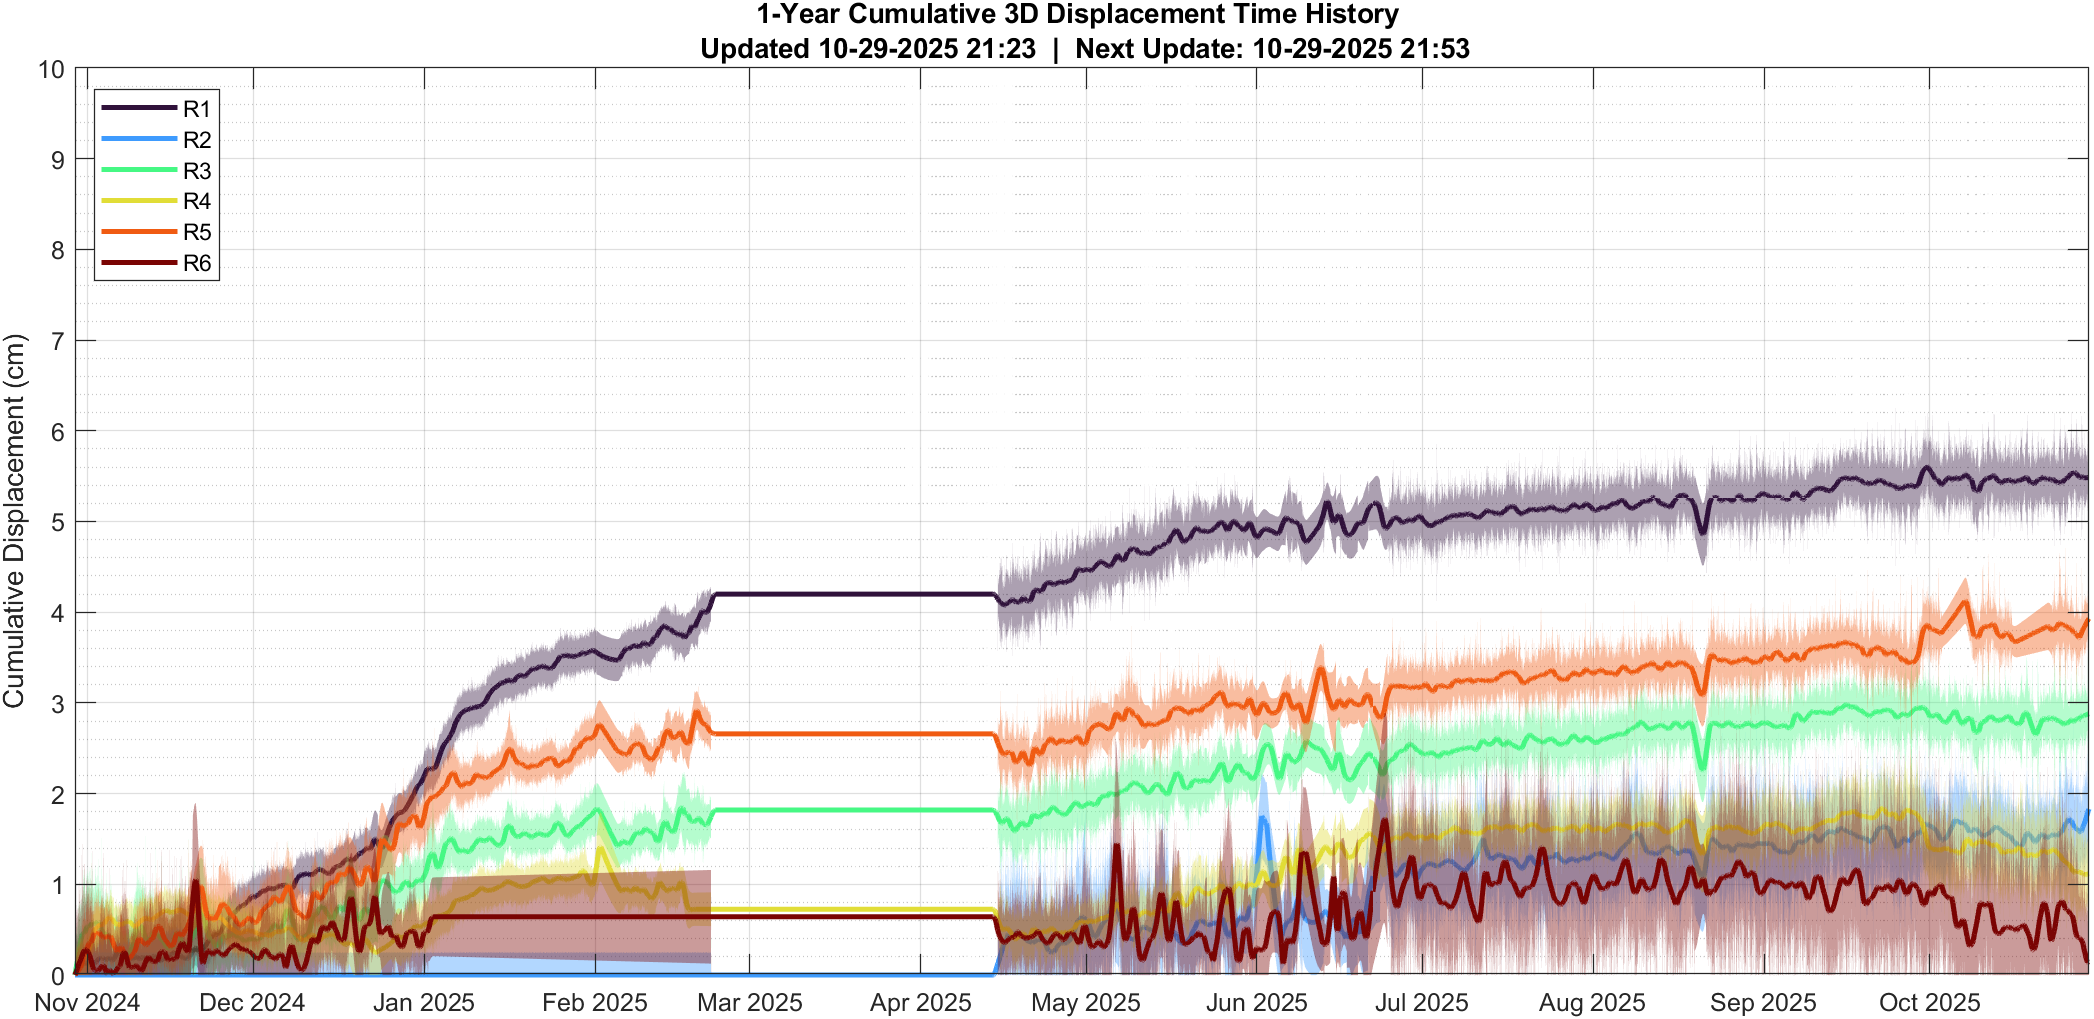 1-Year Cumulative 3D Displacement Time History
Updated 10-29-2025 21:23 | Next Update: 10-29-2025 21:53
10
9
8
7
6
5
4
3
2
1
0
Cumulative Displacement (cm)
R1
R2
R3
R4
R5
R6
Nov 2024 Dec 2024 Jan 2025 Feb 2025 Mar 2025 Apr 2025 May 2025 Jun 2025 Jul 2025 Aug 2025 Sep 2025 Oct 2025